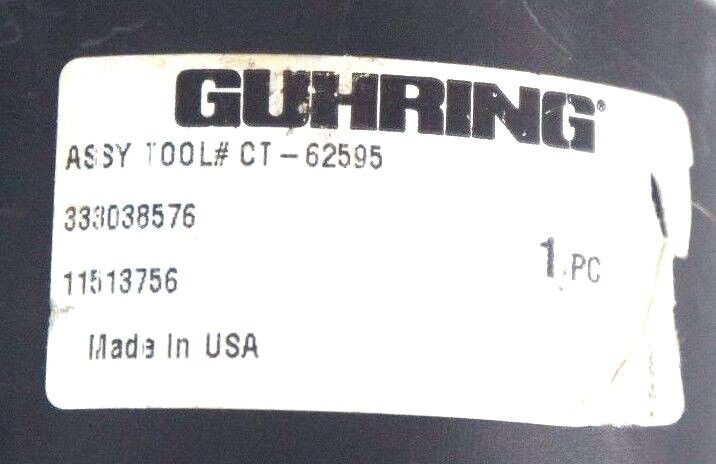 GUHRING
ASSY TOOL# CT-62595
333038576
11513756
1 PC
Made In USA